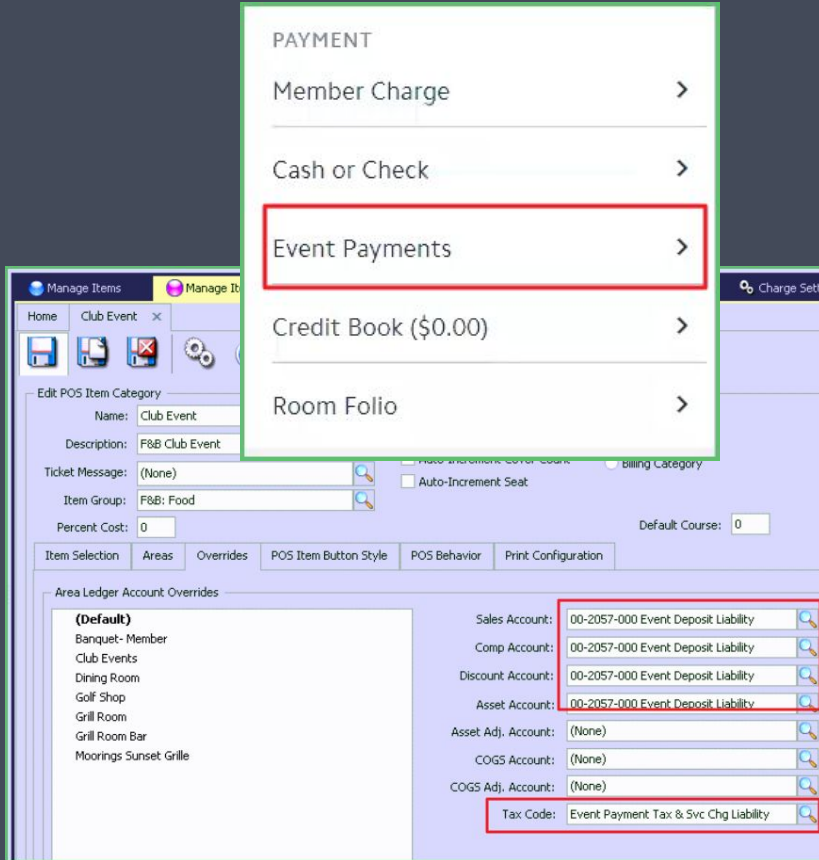 PAYMENT
Member Charge
Cash or Check
Event Payments
Credit Book ($0.00)
Room Folio
Manage Items
Manage
Charge
Home
Club Event
Edit POS Item Category
Name: Club Event
Description: F&B Club Event
Ticket Message: (None)
Item Group: F&B: Food
Percent Cost: 0
Auto-Increment Cover Count
Billing Category
Auto-Increment Seat
Default Course: 0
Item Selection Areas Overrides POS Item Button Style POS Behavior Print Configuration
Area Ledger Account Overrides
(Default)
Banquet- Member
Club Events
Dining Room
Golf Shop
Grill Room
Grill Room Bar
Moorings Sunset Grille
Sales Account: 00-2057-000 Event Deposit Liability
Comp Account: 00-2057-000 Event Deposit Liability
Discount Account: 00-2057-000 Event Deposit Liability
Asset Account: 00-2057-000 Event Deposit Liability
Asset Adj. Account: (None)
COGS Account: (None)
COGS Adj. Account: (None)
Tax Code: Event Payment Tax & Svc Chg Liability